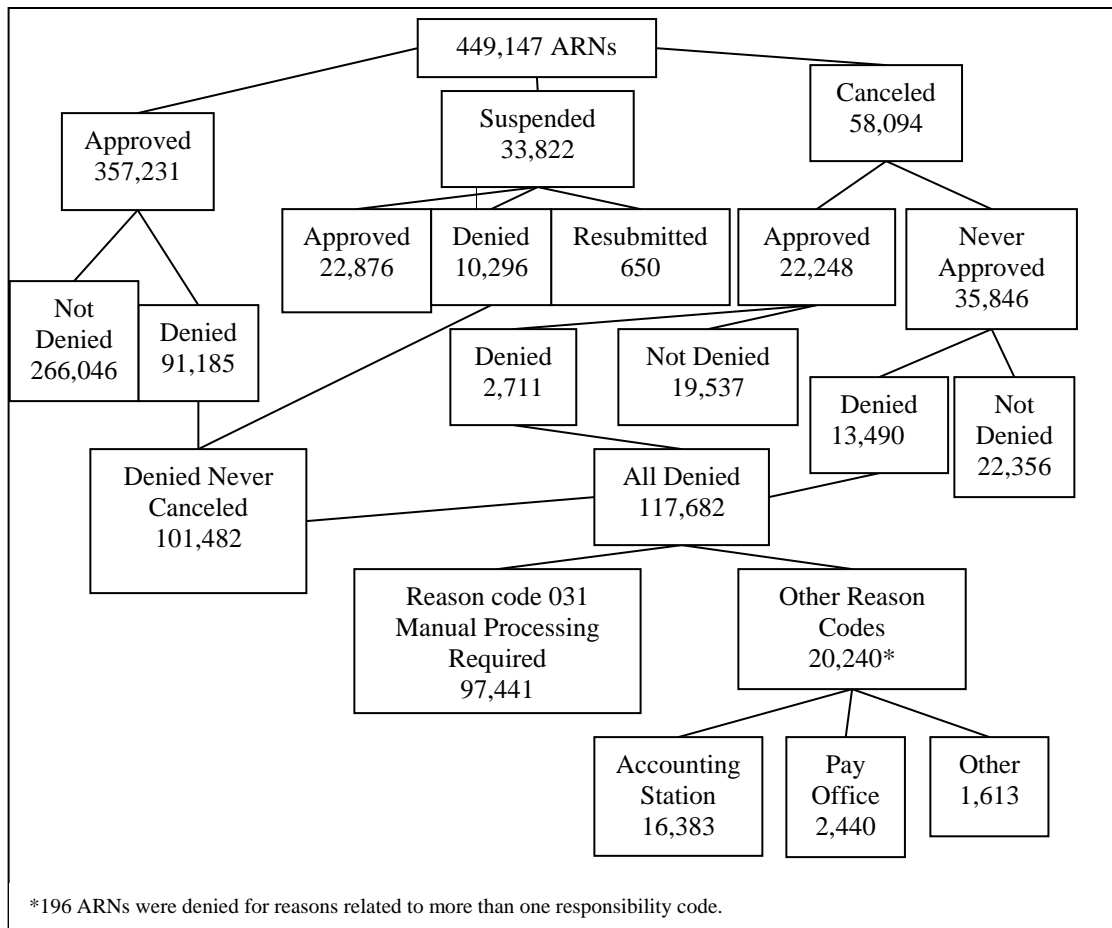 449,147 ARNs
Approved
357,231
Suspended
33,822
Canceled
58,094
Not
Denied
266,046
Denied
91,185
Approved
22,876
Denied
10,296
Resubmitted
650
Approved
22,248
Never
Approved
35,846
Denied
2,711
Not Denied
19,537
Denied
13,490
Not
Denied
22,356
Denied Never
Canceled
101,482
All Denied
117,682
Reason code 031
Manual Processing
Required
97,441
Other Reason
Codes
20,240*
Accounting
Station
16,383
Pay
Office
2,440
Other
1,613
*196 ARNs were denied for reasons related to more than one responsibility code.